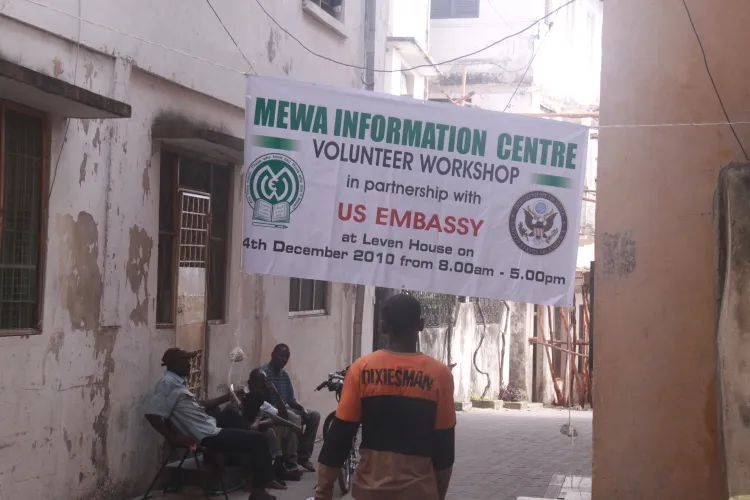 MEWA INFORMATION CENTRE
VOLUNTEER WORKSHOP
in partnership with
US EMBASSY
at Leven House on
4th December 2010 from 8.00am - 5.00pm
DIXIESMAN